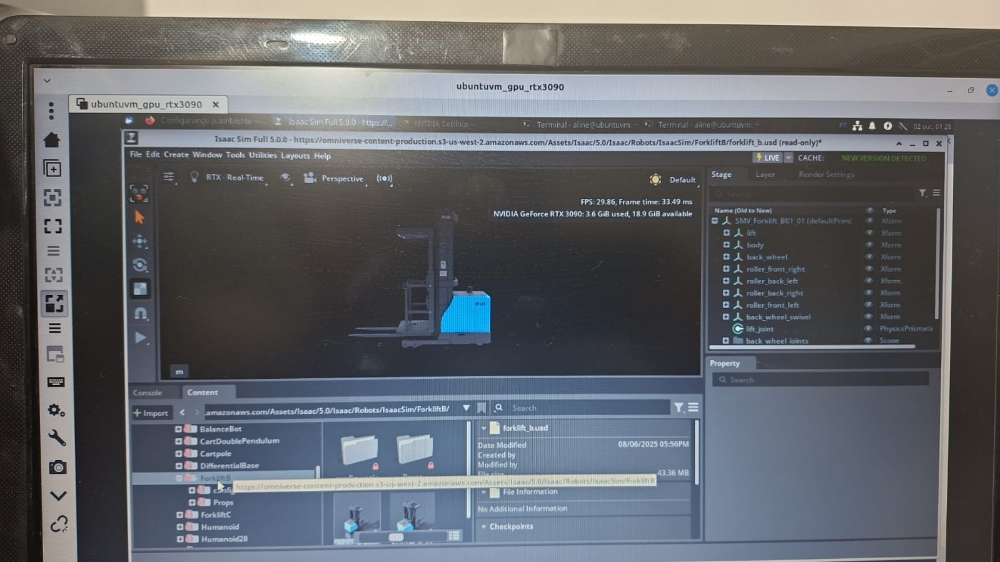 ubuntuvm_gpu_rtx3090
ubuntuvm_gpu_rtx3090
Configurando o ambiente —
Isaac Sim Full 5.0.0 - https://...
NVIDIA Settings
Terminal - aline@ubuntuvm: ~
Terminal - aline@ubuntuvm: ~
PT
02 out, 01:28
Isaac Sim Full 5.0.0 - https://omniverse-content-production.s3-us-west-2.amazonaws.com/Assets/Isaac/5.0/Isaac/Robots/IsaacSim/ForkliftB/forklift_b.usd (read-only)*
File Edit Create Window Tools Utilities Layouts Help
LIVE
CACHE:
NEW VERSION DETECTED
RTX - Real-Time
Perspective
Default
FPS: 29.86, Frame time: 33.49 ms
NVIDIA GeForce RTX 3090: 3.6 GiB used, 18.9 GiB available
m
Stage
Layer
Render Settings
Search
Name (Old to New)
Type
SMV_Forklift_B01_01 (defaultPrim)
Xform
lift
Xform
body
Xform
back_wheel
Xform
roller_front_right
Xform
roller_back_left
Xform
roller_back_right
Xform
roller_front_left
Xform
back_wheel_swivel
Xform
lift_joint
PhysicsPrismatic
back_wheel_joints
Scope
Property
Search
Console
Content
Import
.amazonaws.com/Assets/Isaac/5.0/Isaac/Robots/IsaacSim/ForkliftB/
Search
BalanceBot
CartDoublePendulum
Cartpole
DifferentialBase
ForkliftB
config
Props
ForkliftC
Humanoid
Humanoid28
https://omniverse-content-production.s3-us-west-2.amazonaws.com/Assets/Isaac/5.0/Isaac/Robots/IsaacSim/ForkliftB
forklift_b.usd
Date Modified
08/06/2025 05:56PM
Created by
Modified by
File size
43.36 MB
File Information
No Additional Information
Checkpoints